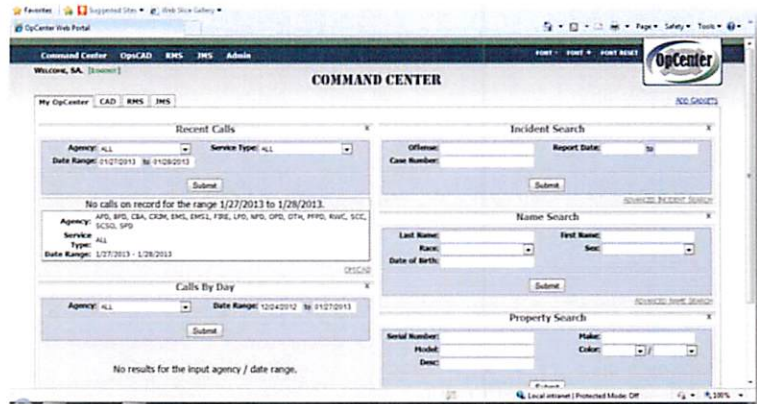 Favorites Suggested Sites Web Slice Gallery
OpCenter Web Portal
Page Safety Tools
Command Center OpsCAD RMS JMS Admin
FONT - FONT + FONT RESET
OpCenter
WELCOME, SA. [LOGOUT]
COMMAND CENTER
My OpCenter CAD RMS JMS
ADD GADGETS
Recent Calls x
Agency: ALL Service Type: ALL
Date Range: 01/27/2013 to 01/28/2013
Submit
No calls on record for the range 1/27/2013 to 1/28/2013.
Agency: APD, BPD, CBA, CRIM, EMS, EMS1, FIRE, LPD, NPD, OPD, OTH, PFPD, RWC, SCC, SCSO, SPD
Service Type: ALL
Date Range: 1/27/2013 - 1/28/2013
OPSCAD
Calls By Day x
Agency: ALL Date Range: 12/24/2012 to 01/27/2013
Submit
No results for the input agency / date range.
Incident Search x
Offense: Report Date: to
Case Number:
Submit
ADVANCED INCIDENT SEARCH
Name Search x
Last Name: First Name:
Race: Sex:
Date of Birth:
Submit
ADVANCED NAME SEARCH
Property Search x
Serial Number: Make:
Model: Color: /
Desc:
Submit
Local intranet | Protected Mode: Off 100%